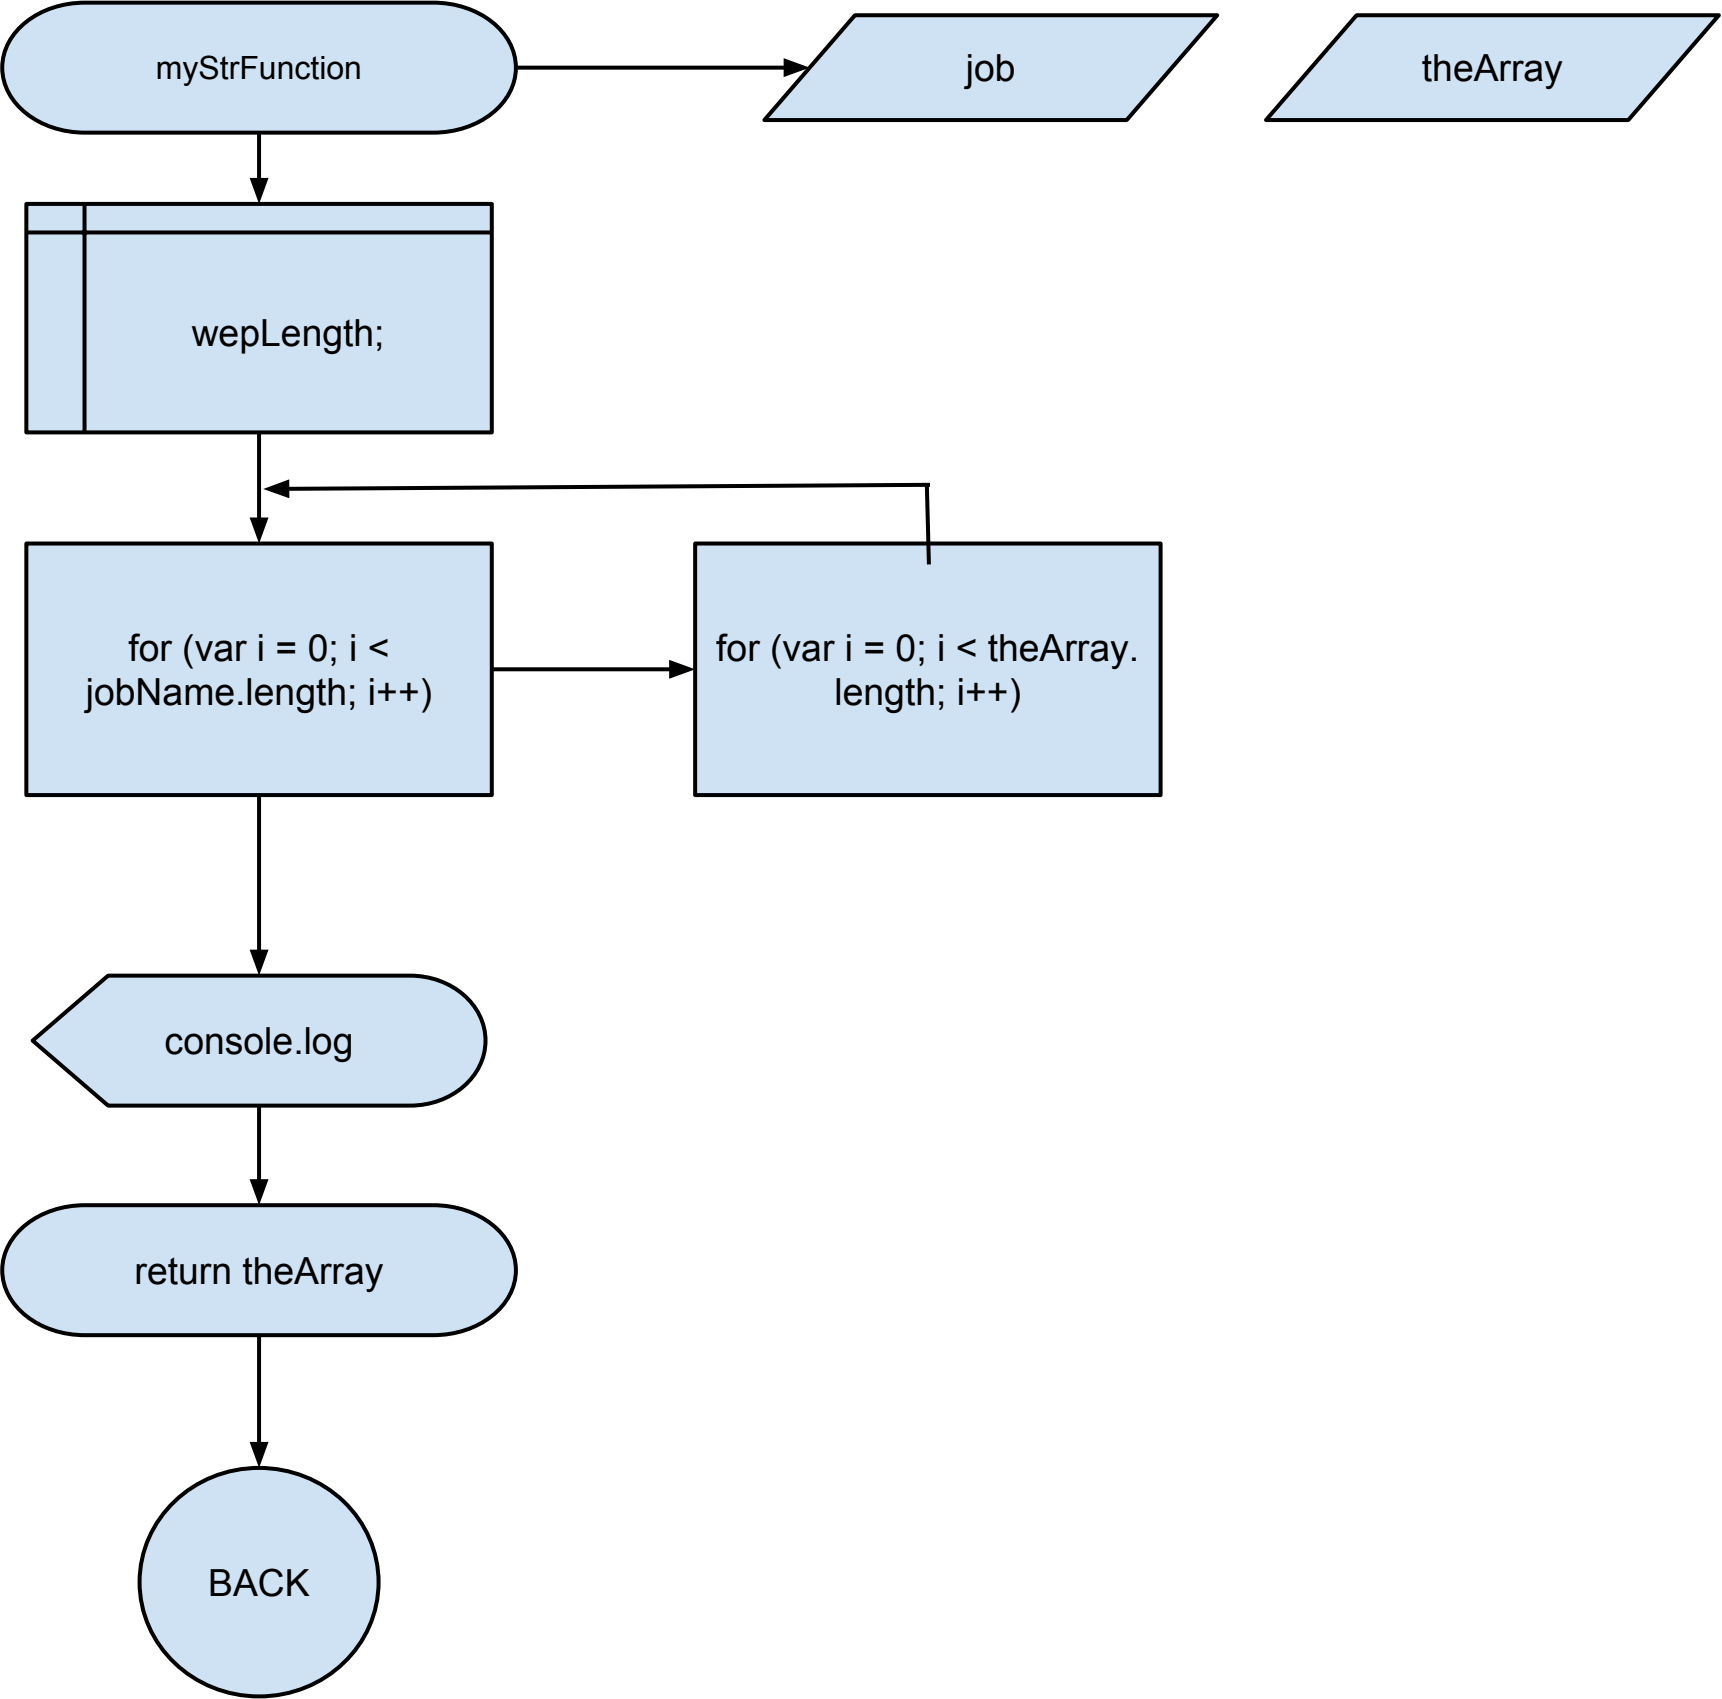 myStrFunction
job
theArray
wepLength;
for (var i = 0; i <
jobName.length; i++)
for (var i = 0; i < theArray.
length; i++)
console.log
return theArray
BACK